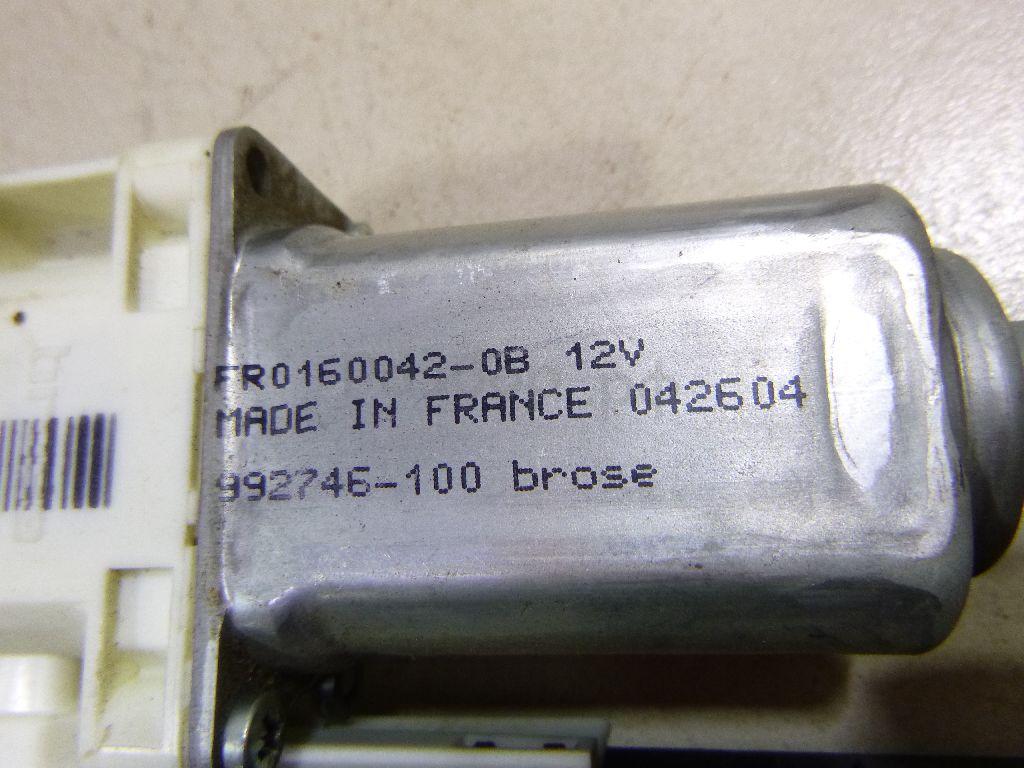 FR0160042-0B 12V
MADE IN FRANCE 042604
992746-100 brose